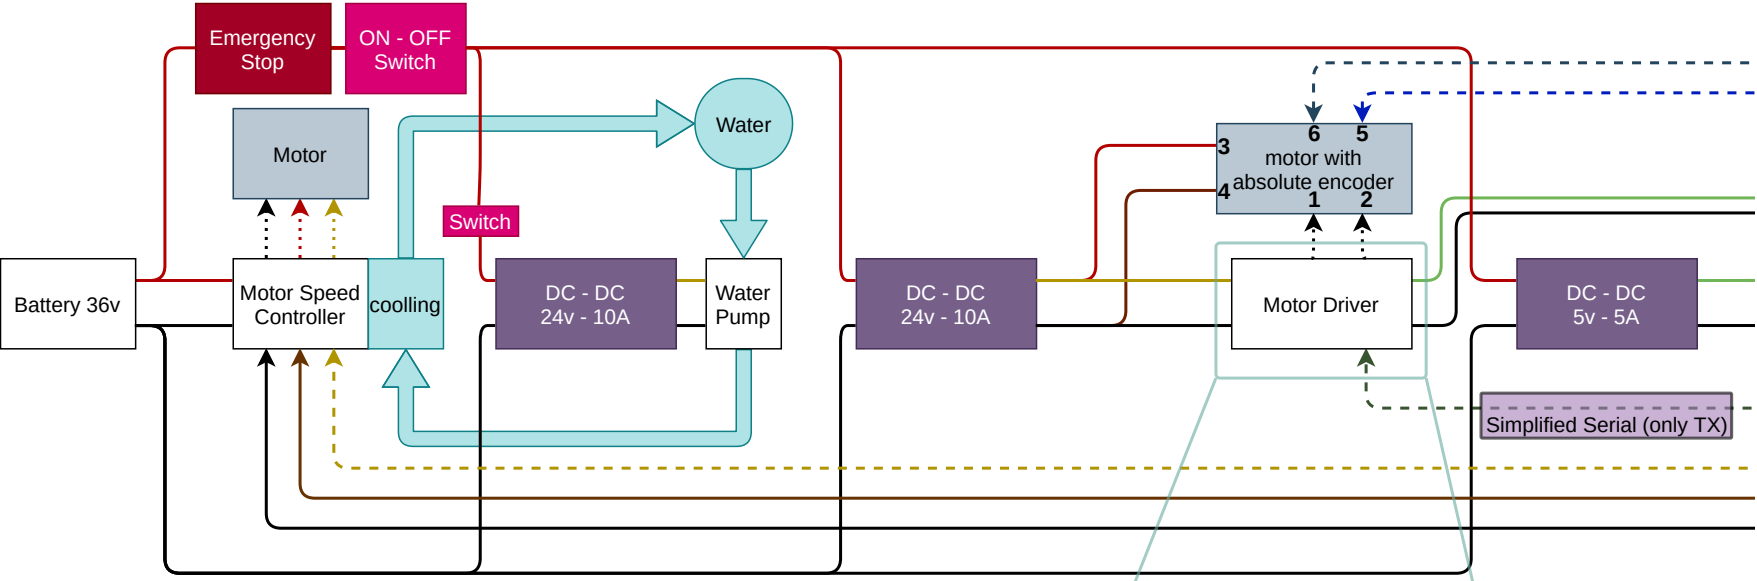 Emergency
Stop
ON - OFF
Switch
Motor
Water
Switch
Battery 36v
Motor Speed
Controller
coolling
DC - DC
24v - 10A
Water
Pump
DC - DC
24v - 10A
6 5
3
motor with
4
absolute encoder
1 2
Motor Driver
DC - DC
5v - 5A
Simplified Serial (only TX)